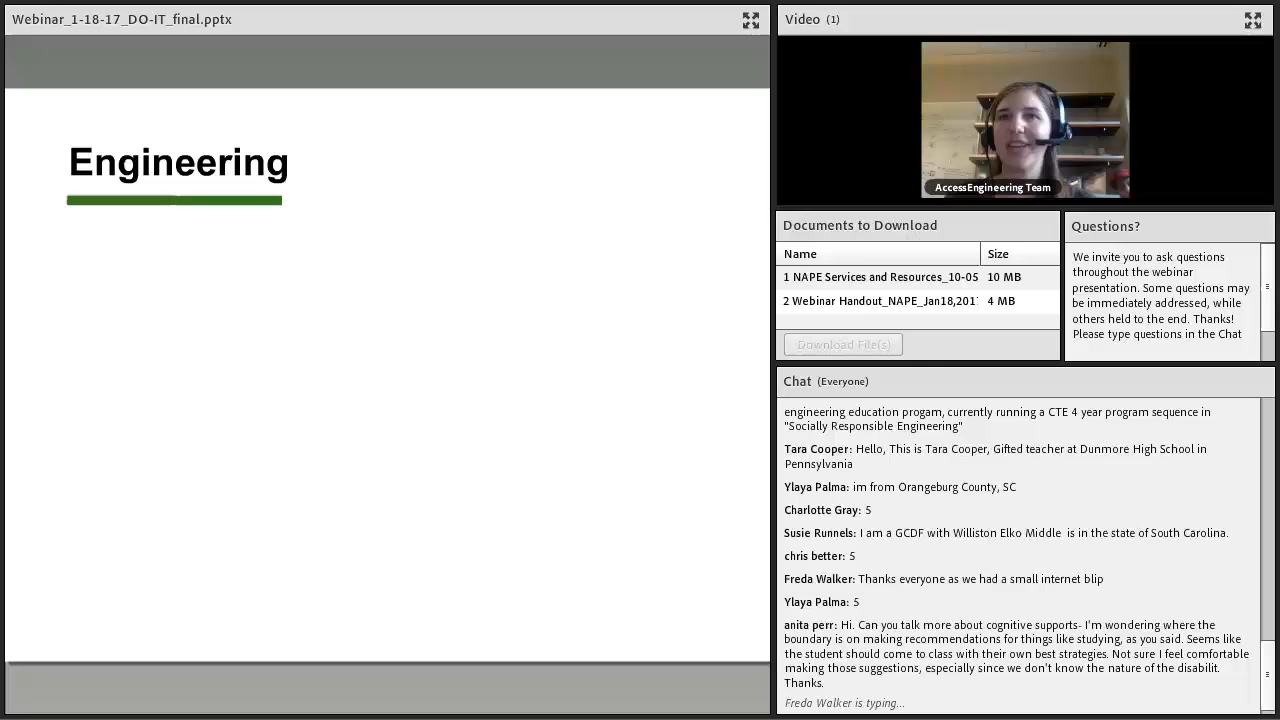 Webinar_1-18-17_DO-IT_final.pptx
Engineering
Video (1)
AccessEngineering Team
Documents to Download
Name Size
1 NAPE Services and Resources_10-05 10 MB
2 Webinar Handout_NAPE_Jan18,201 4 MB
Download File(s)
Questions?
We invite you to ask questions
throughout the webinar
presentation. Some questions may
be immediately addressed, while
others held to the end. Thanks!
Please type questions in the Chat
Chat (Everyone)
engineering education progam, currently running a CTE 4 year program sequence in
"Socially Responsible Engineering"
Tara Cooper: Hello, This is Tara Cooper, Gifted teacher at Dunmore High School in
Pennsylvania
Ylaya Palma: im from Orangeburg County, SC
Charlotte Gray: 5
Susie Runnels: I am a GCDF with Williston Elko Middle is in the state of South Carolina.
chris better: 5
Freda Walker: Thanks everyone as we had a small internet blip
Ylaya Palma: 5
anita perr: Hi. Can you talk more about cognitive supports- I'm wondering where the
boundary is on making recommendations for things like studying, as you said. Seems like
the student should come to class with their own best strategies. Not sure I feel comfortable
making those suggestions, especially since we don't know the nature of the disabilit.
Thanks.
Freda Walker is typing...